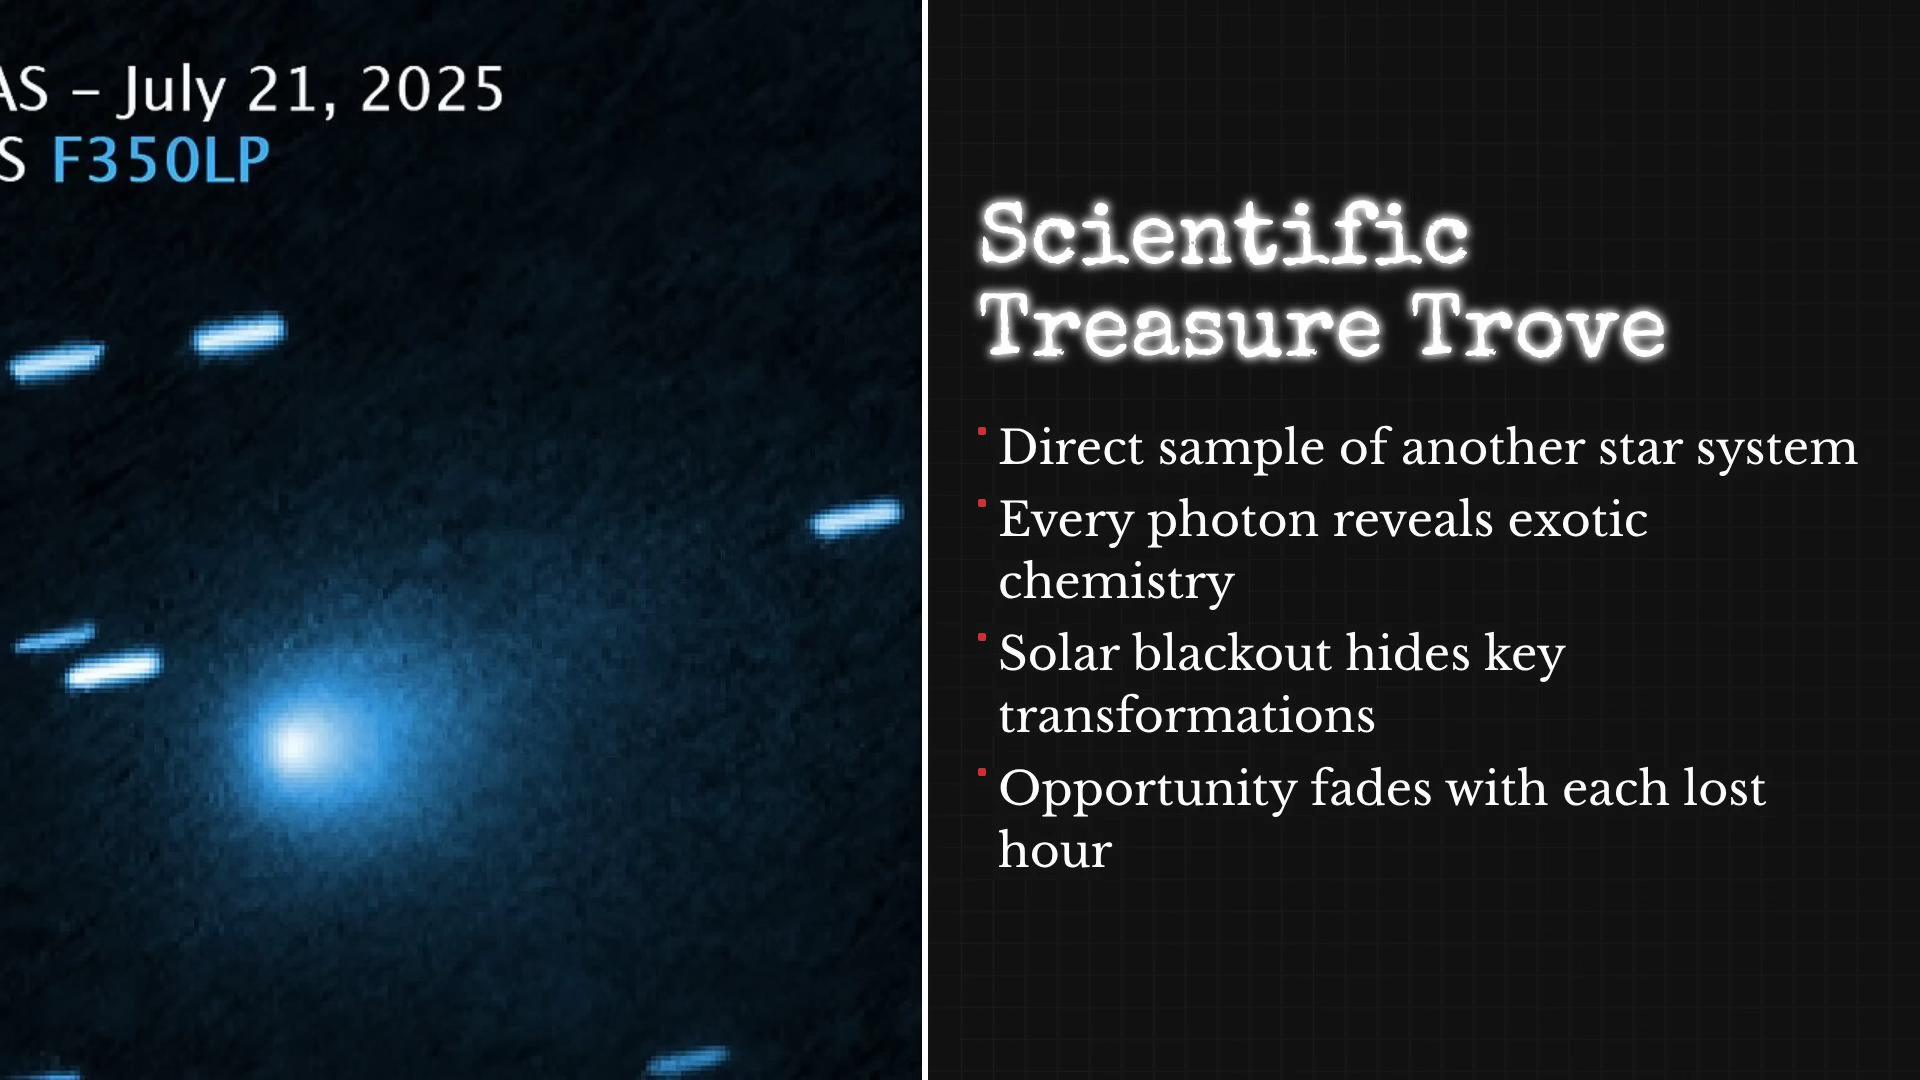 AS – July 21, 2025
S F350LP
Scientific
Treasure Trove
Direct sample of another star system
Every photon reveals exotic
chemistry
Solar blackout hides key
transformations
Opportunity fades with each lost
hour